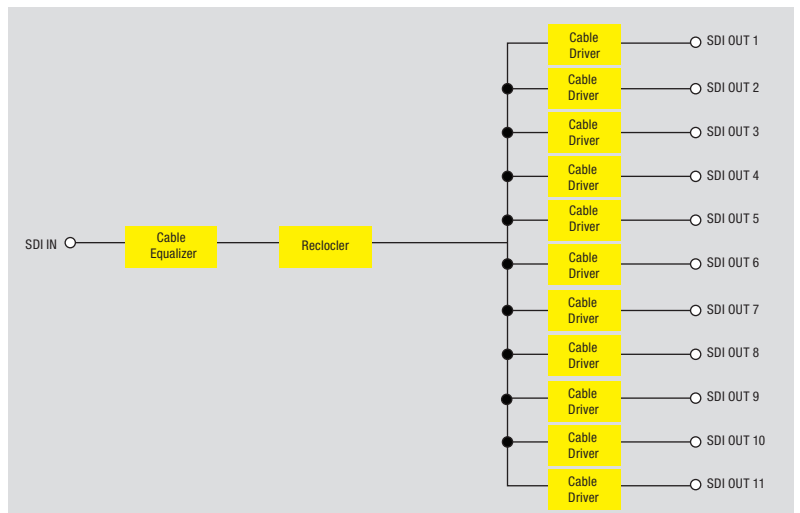 Cable
Driver
SDI OUT 1
Cable
Driver
SDI OUT 2
Cable
Driver
SDI OUT 3
Cable
Driver
SDI OUT 4
Cable
Driver
SDI OUT 5
SDI IN
Cable
Equalizer
Reclocler
Cable
Driver
SDI OUT 6
Cable
Driver
SDI OUT 7
Cable
Driver
SDI OUT 8
Cable
Driver
SDI OUT 9
Cable
Driver
SDI OUT 10
Cable
Driver
SDI OUT 11